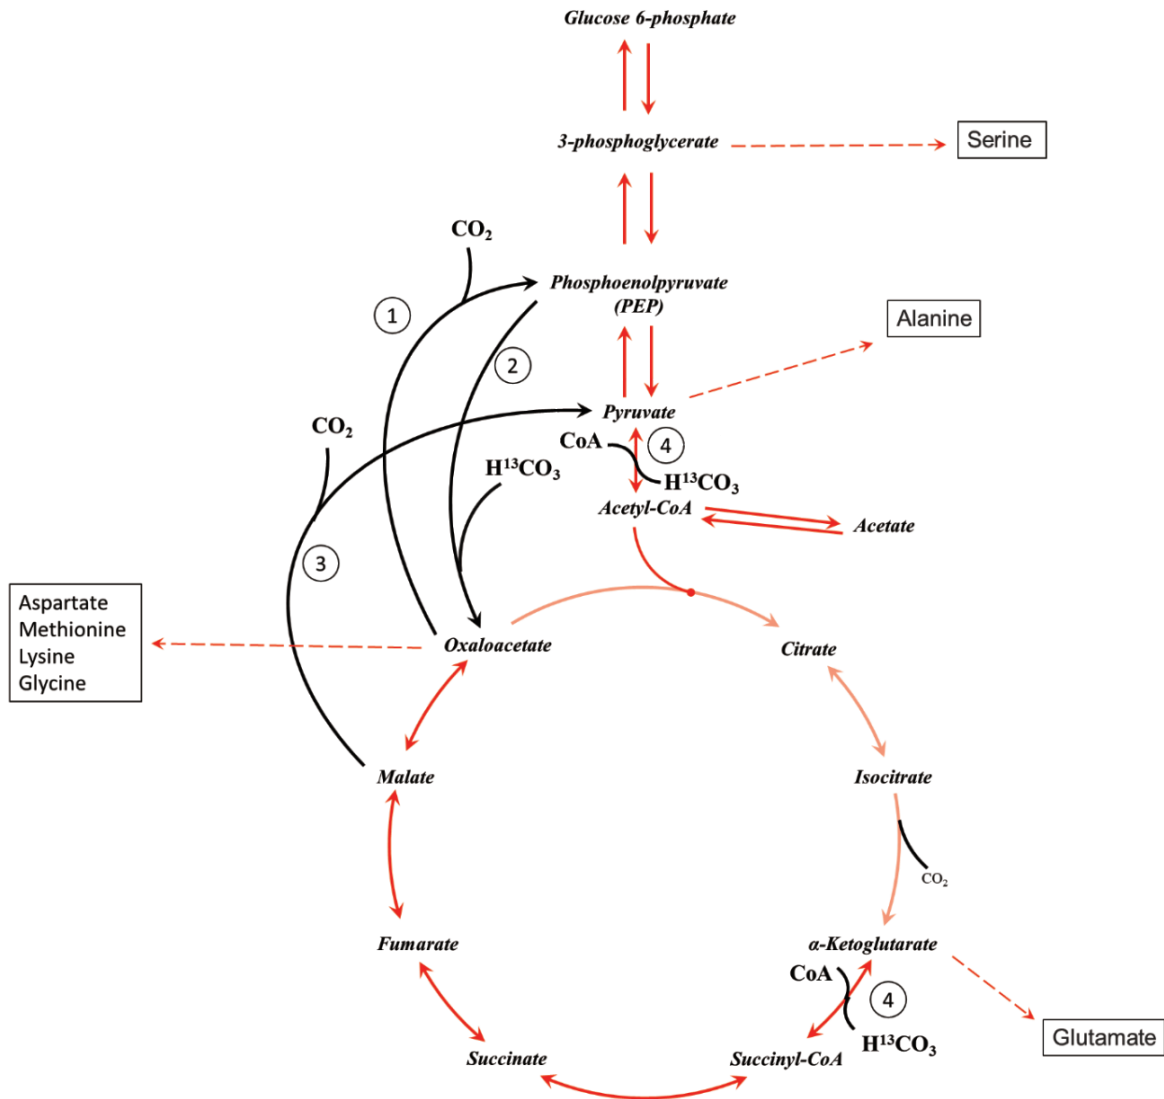 Glucose 6-phosphate
3-phosphoglycerate
Serine
CO₂
Phosphoenolpyruvate
(PEP)
1
Alanine
2
Pyruvate
CO₂
CoA
4
H¹³CO₃
H¹³CO₃
Acetyl-CoA
Acetate
3
Aspartate
Methionine
Lysine
Glycine
Oxaloacetate
Citrate
Malate
Isocitrate
CO₂
Fumarate
α-Ketoglutarate
CoA
4
H¹³CO₃
Glutamate
Succinate
Succinyl-CoA